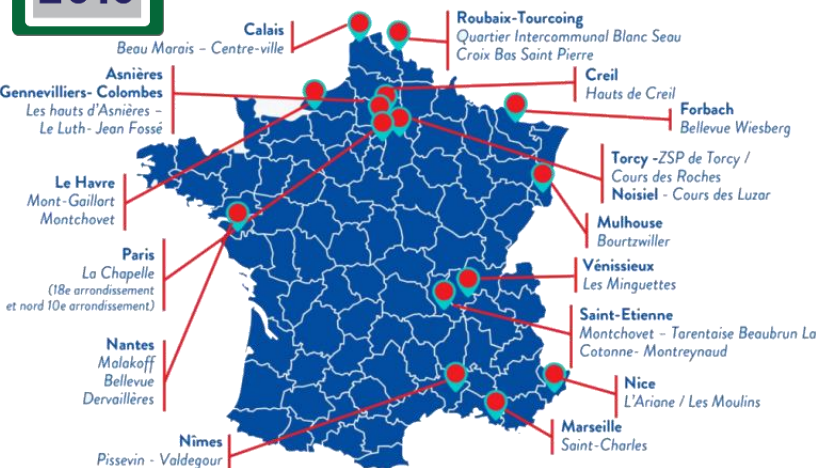 Calais
Beau Marais – Centre-ville
Roubaix-Tourcoing
Quartier Intercommunal Blanc Seau
Croix Bas Saint Pierre
Asnières
Gennevilliers- Colombes
Les hauts d'Asnières –
Le Luth- Jean Fossé
Creil
Hauts de Creil
Forbach
Bellevue Wiesberg
Torcy -ZSP de Torcy /
Cours des Roches
Noisiel - Cours des Luzar
Le Havre
Mont-Gaillart
Montchovet
Mulhouse
Bourtzwiller
Paris
La Chapelle
(18e arrondissement
et nord 10e arrondissement)
Vénissieux
Les Minguettes
Saint-Etienne
Montchovet – Tarentaise Beaubrun La
Cotonne- Montreynaud
Nantes
Malakoff
Bellevue
Dervaillères
Nice
L'Ariane / Les Moulins
Marseille
Saint-Charles
Nîmes
Pissevin - Valdegour